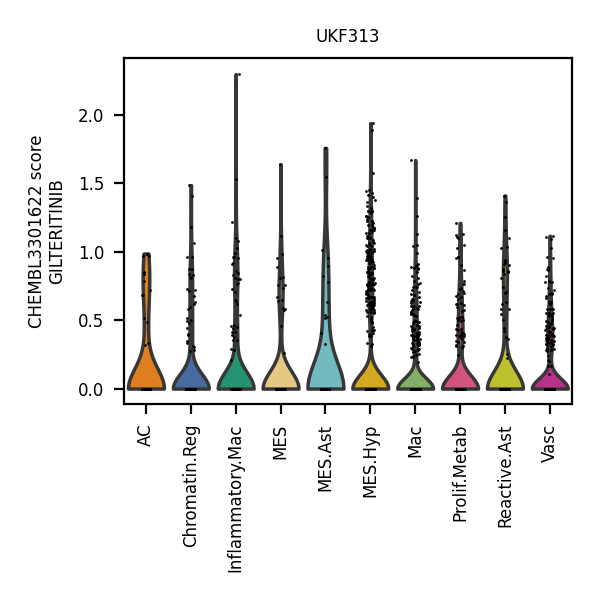 UKF313
CHEMBL3301622 score
GILTERITINIB
2.0
1.5
1.0
0.5
0.0
AC
Chromatin.Reg
Inflammatory.Mac
MES
MES.Ast
MES.Hyp
Mac
Prolif.Metab
Reactive.Ast
Vasc